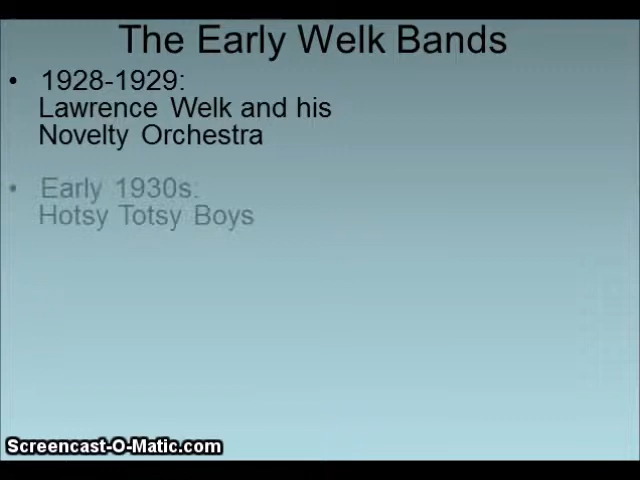 The Early Welk Bands
• 1928-1929:
Lawrence Welk and his
Novelty Orchestra
• Early 1930s:
Hotsy Totsy Boys
Screencast-O-Matic.com